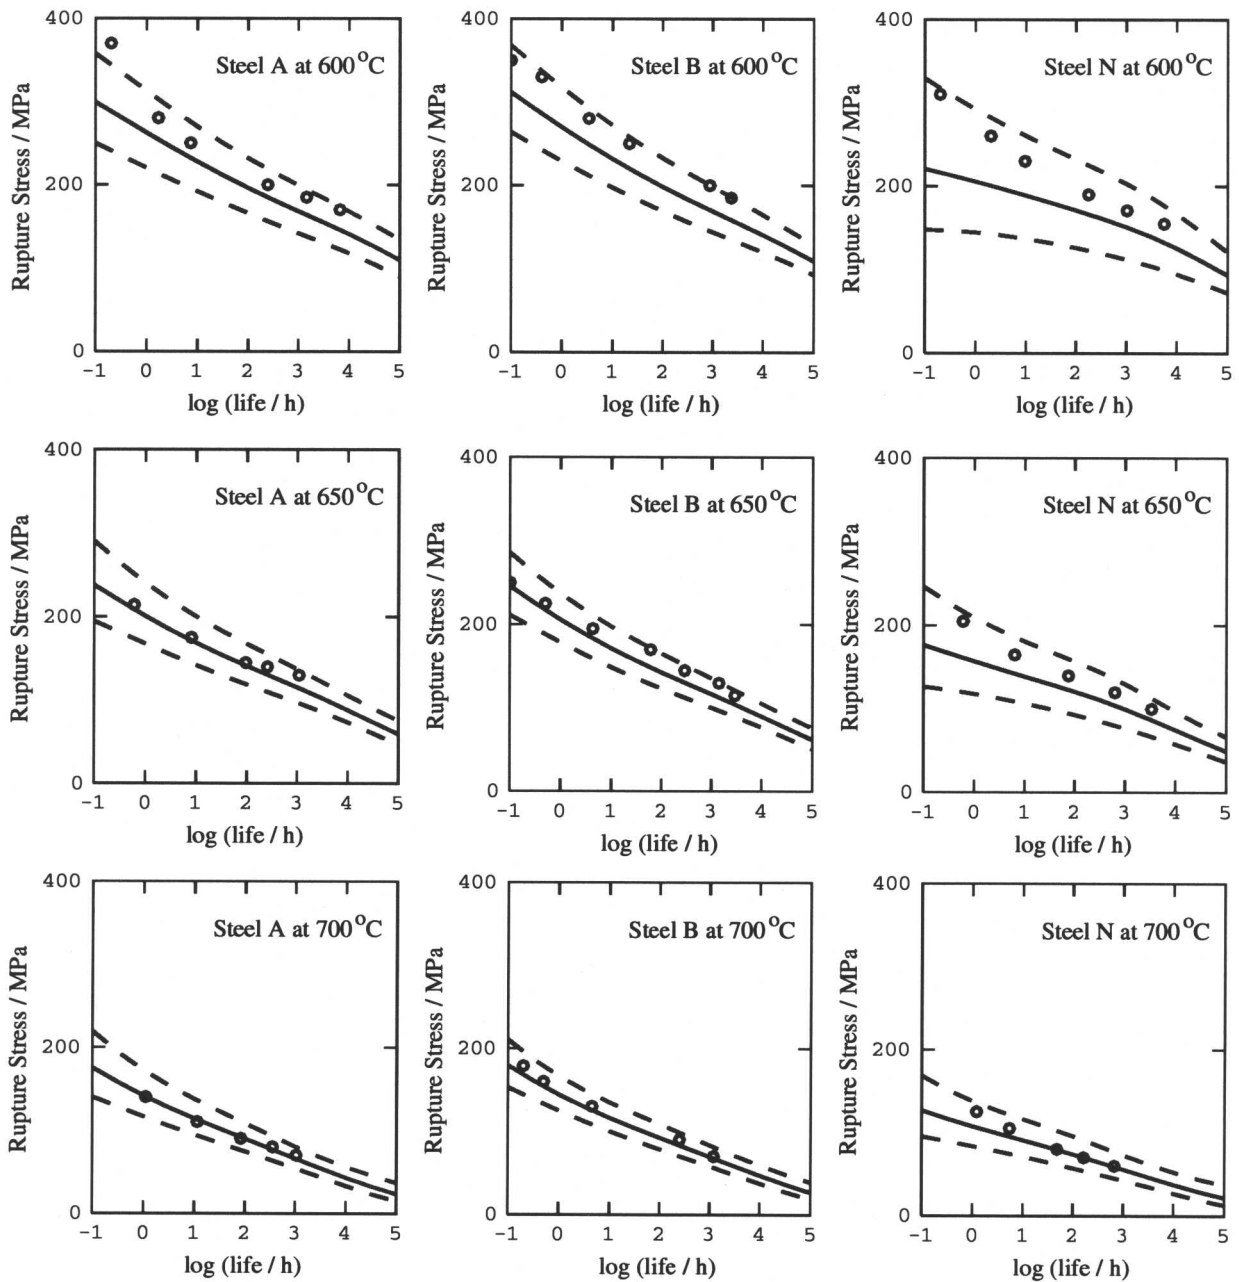 Rupture Stress / MPa
400
200
0
Steel A at 600°C
-1 0 1 2 3 4 5
log (life / h)
Rupture Stress / MPa
400
200
0
Steel B at 600°C
-1 0 1 2 3 4 5
log (life / h)
Rupture Stress / MPa
400
200
0
Steel N at 600°C
-1 0 1 2 3 4 5
log (life / h)
Rupture Stress / MPa
400
200
0
Steel A at 650°C
-1 0 1 2 3 4 5
log (life / h)
Rupture Stress / MPa
400
200
0
Steel B at 650°C
-1 0 1 2 3 4 5
log (life / h)
Rupture Stress / MPa
400
200
0
Steel N at 650°C
-1 0 1 2 3 4 5
log (life / h)
Rupture Stress / MPa
400
200
0
Steel A at 700°C
-1 0 1 2 3 4 5
log (life / h)
Rupture Stress / MPa
400
200
0
Steel B at 700°C
-1 0 1 2 3 4 5
log (life / h)
Rupture Stress / MPa
400
200
0
Steel N at 700°C
-1 0 1 2 3 4 5
log (life / h)